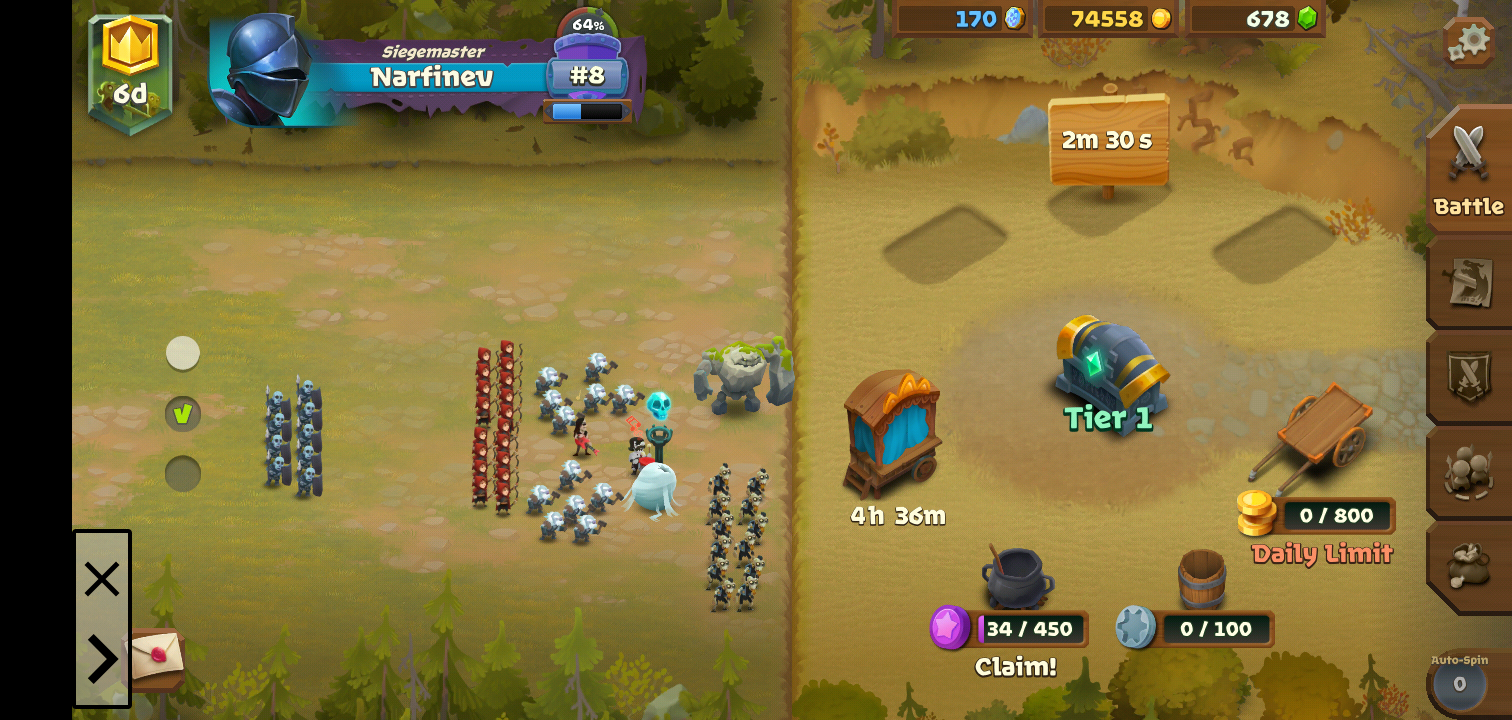 6d
Siegemaster
Narfinev
64%
#8
170
74558
678
2m 30s
Battle
Tier 1
4h 36m
0 / 800
Daily Limit
34 / 450
0 / 100
Claim!
Auto-Spin
0